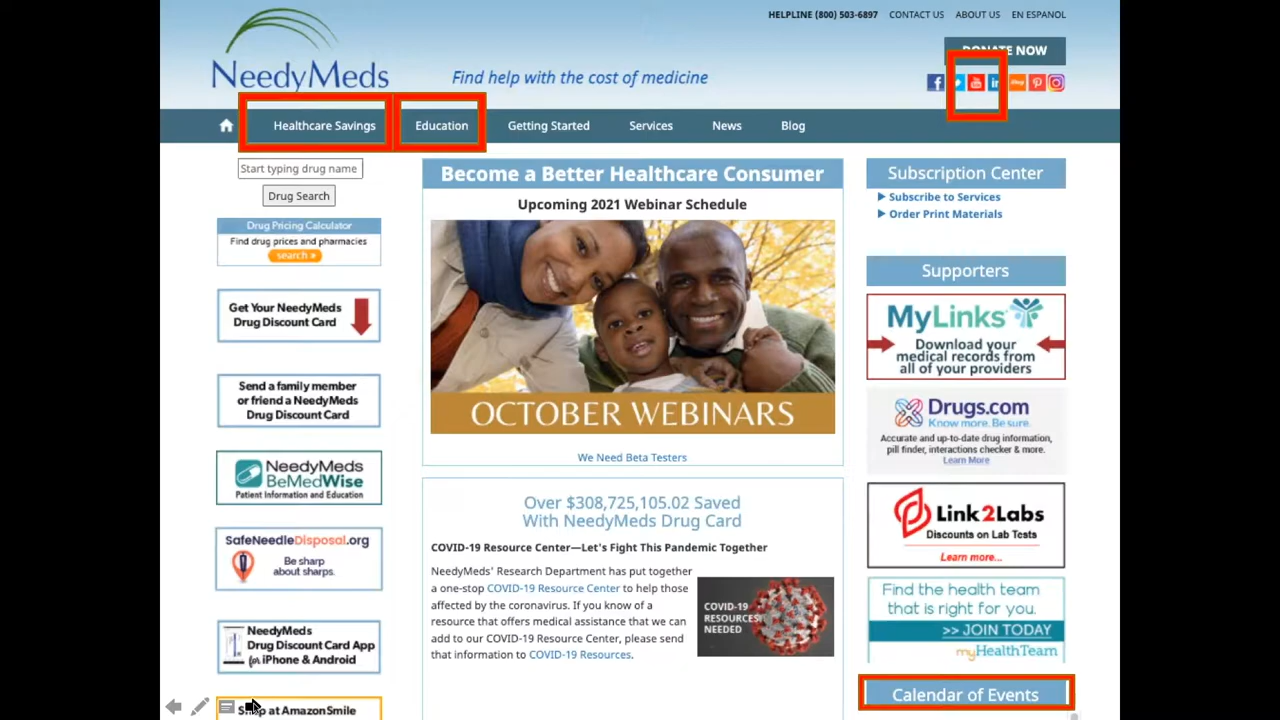 HELPLINE (800) 503-6897 CONTACT US ABOUT US EN ESPANOL
NeedyMeds
Find help with the cost of medicine
DONATE NOW
Healthcare Savings Education Getting Started Services News Blog
Start typing drug name
Drug Search
Drug Pricing Calculator
Find drug prices and pharmacies
search »
Get Your NeedyMeds
Drug Discount Card
Send a family member
or friend a NeedyMeds
Drug Discount Card
NeedyMeds
BeMedWise
Patient Information and Education
SafeNeedleDisposal.org
Be sharp
about sharps.
NeedyMeds
Drug Discount Card App
for iPhone & Android
at AmazonSmile
Become a Better Healthcare Consumer
Upcoming 2021 Webinar Schedule
OCTOBER WEBINARS
We Need Beta Testers
Over $308,725,105.02 Saved
With NeedyMeds Drug Card
COVID-19 Resource Center—Let's Fight This Pandemic Together
NeedyMeds' Research Department has put together
a one-stop COVID-19 Resource Center to help those
affected by the coronavirus. If you know of a
resource that offers medical assistance that we can
add to our COVID-19 Resource Center, please send
that information to COVID-19 Resources.
COVID-19
RESOURCES
NEEDED
Subscription Center
Subscribe to Services
Order Print Materials
Supporters
MyLinks
Download your
medical records from
all of your providers
Drugs.com
Know more. Be sure.
Accurate and up-to-date drug information,
pill finder, interactions checker & more.
Learn More
Link2Labs
Discounts on Lab Tests
Learn more...
Find the health team
that is right for you.
>> JOIN TODAY
myHealthTeam
Calendar of Events